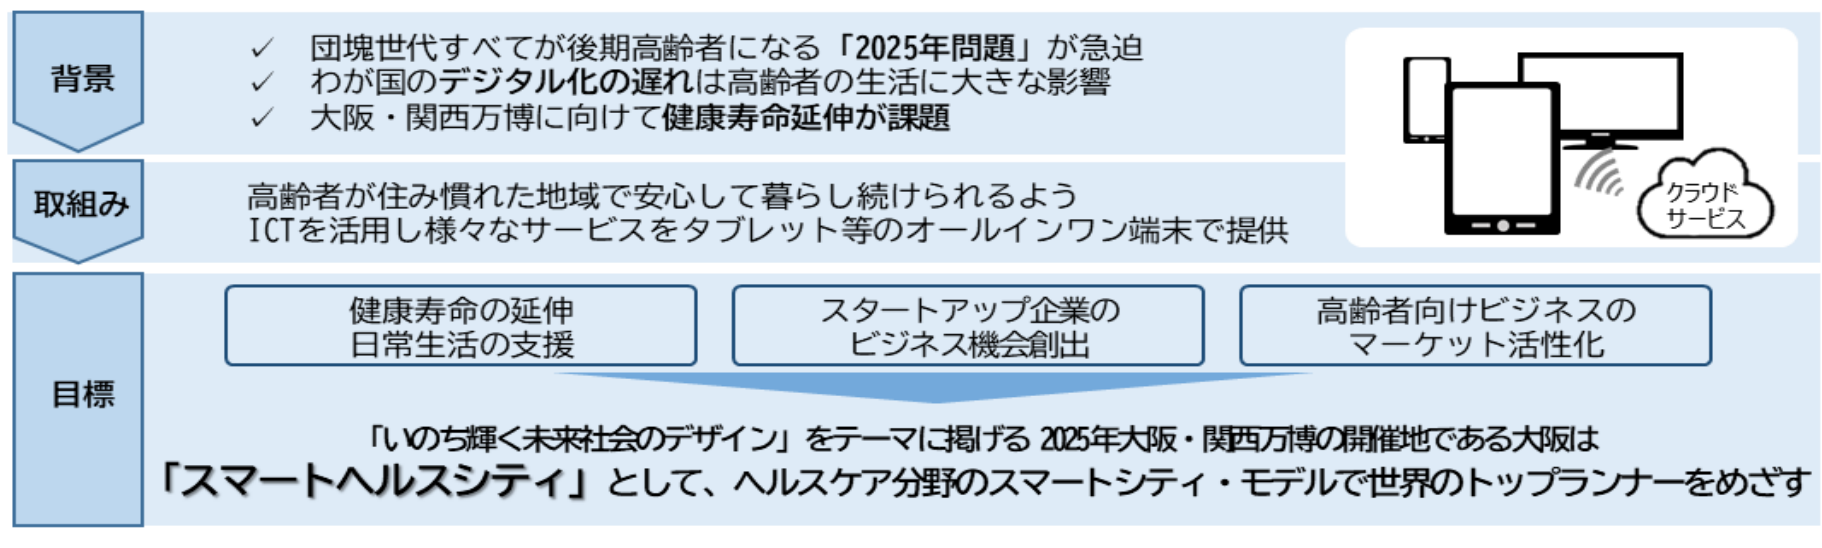 背景
✓ 団塊世代すべてが後期高齢者になる「2025年問題」が急迫
✓ わが国のデジタル化の遅れは高齢者の生活に大きな影響
✓ 大阪・関西万博に向けて健康寿命延伸が課題
クラウド
サービス
取組み
高齢者が住み慣れた地域で安心して暮らし続けられるよう
ICTを活用し様々なサービスをタブレット等のオールインワン端末で提供
目標
健康寿命の延伸
日常生活の支援
スタートアップ企業の
ビジネス機会創出
高齢者向けビジネスの
マーケット活性化
「いのち輝く未来社会のデザイン」をテーマに掲げる 2025年大阪・関西万博の開催地である大阪は
「スマートヘルスシティ」として、ヘルスケア分野のスマートシティ・モデルで世界のトップランナーをめざす